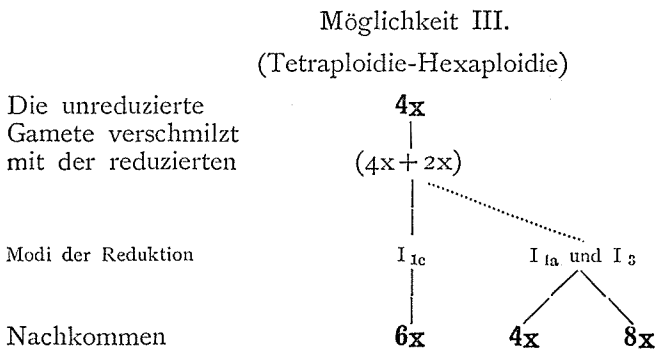 Möglichkeit III.
(Tetraploidie-Hexaploidie)
Die unreduzierte 4x
Gamete verschmilzt
mit der reduzierten (4x + 2x)
Modi der Reduktion I 1c I 1a und I 3
Nachkommen 6x 4x 8x